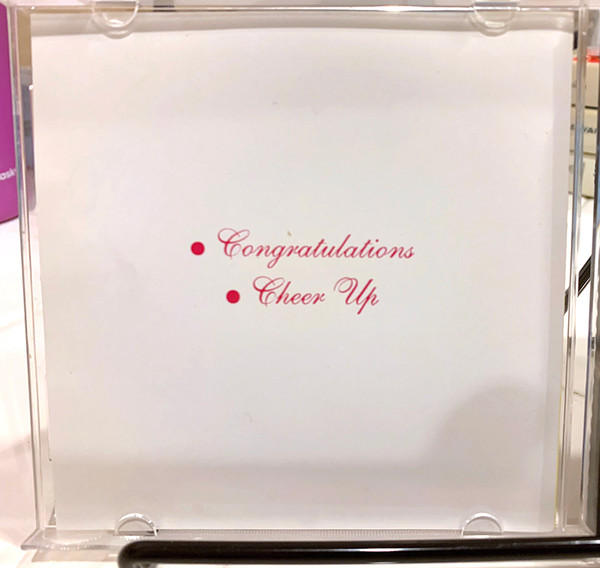 • Congratulations
• Cheer Up